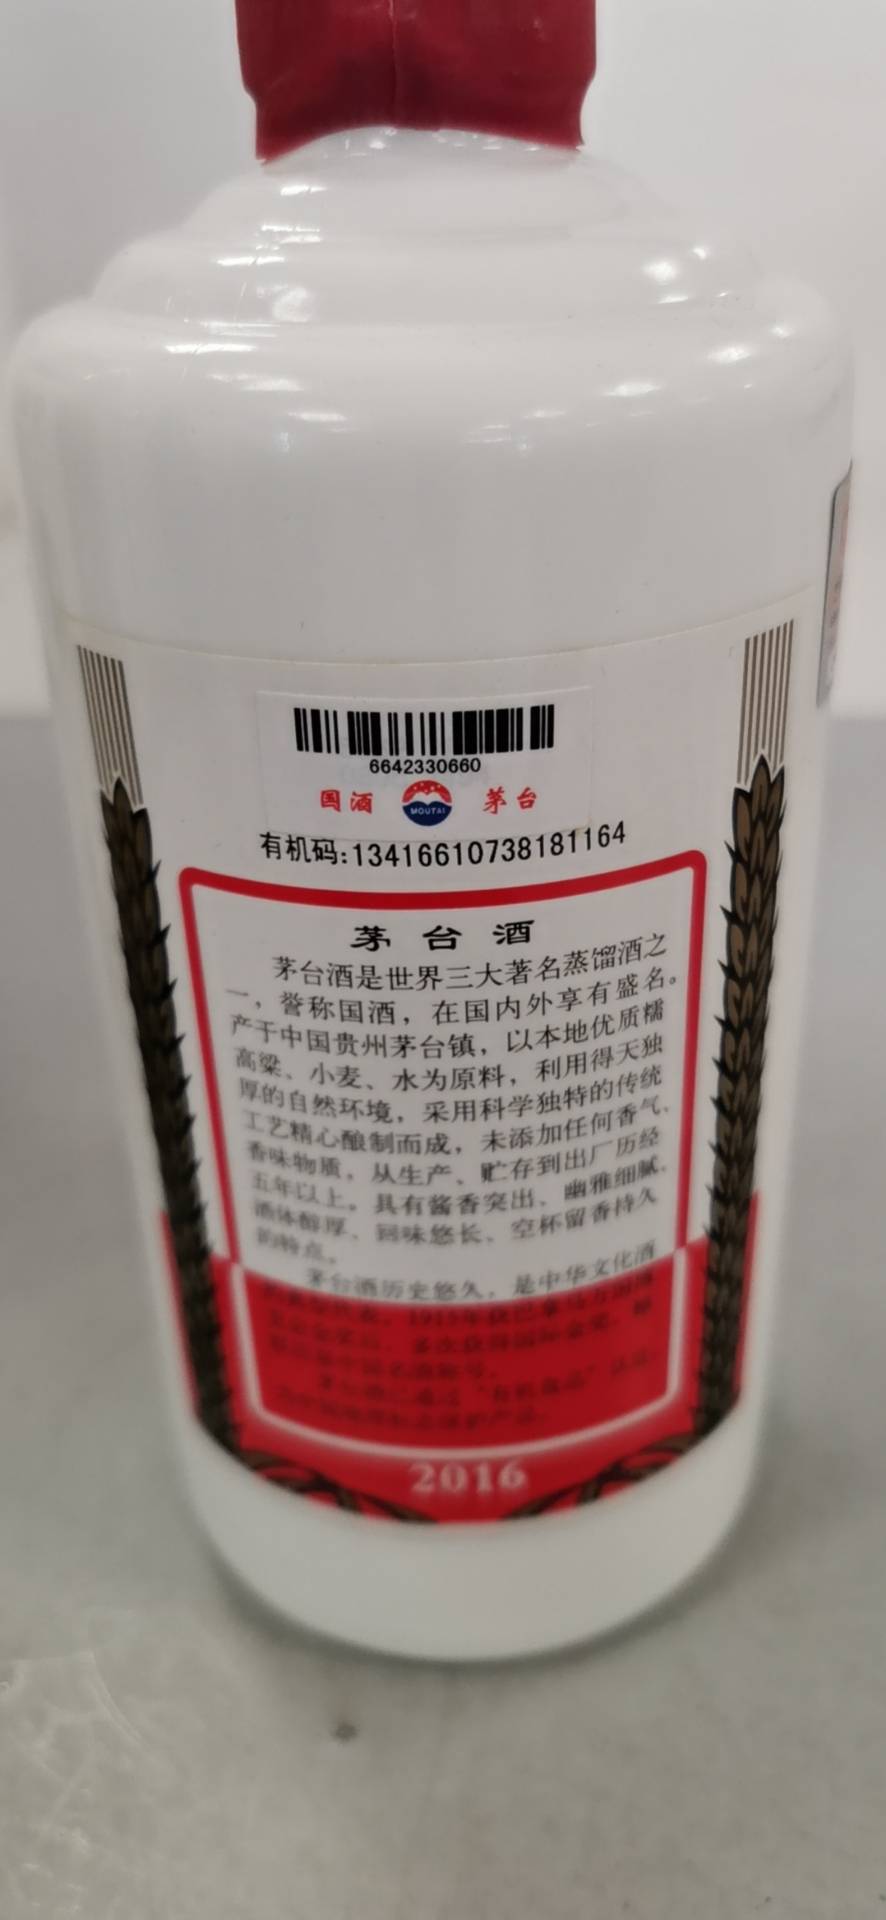 6642330660
国酒 MOUTAI 茅台
有机码:13416610738181164
茅台酒
茅台酒是世界三大著名蒸馏酒之
一，誉称国酒，在国内外享有盛名。
产于中国贵州茅台镇，以本地优质糯
高粱、小麦、水为原料，利用得天独
厚的自然环境，采用科学独特的传统
工艺精心酿制而成，未添加任何香气、
香味物质，从生产、贮存到出厂历经
五年以上。具有酱香突出、幽雅细腻、
酒体醇厚、回味悠长、空杯留香持久
的特点。
茅台酒历史悠久，是中华文化酒
2016